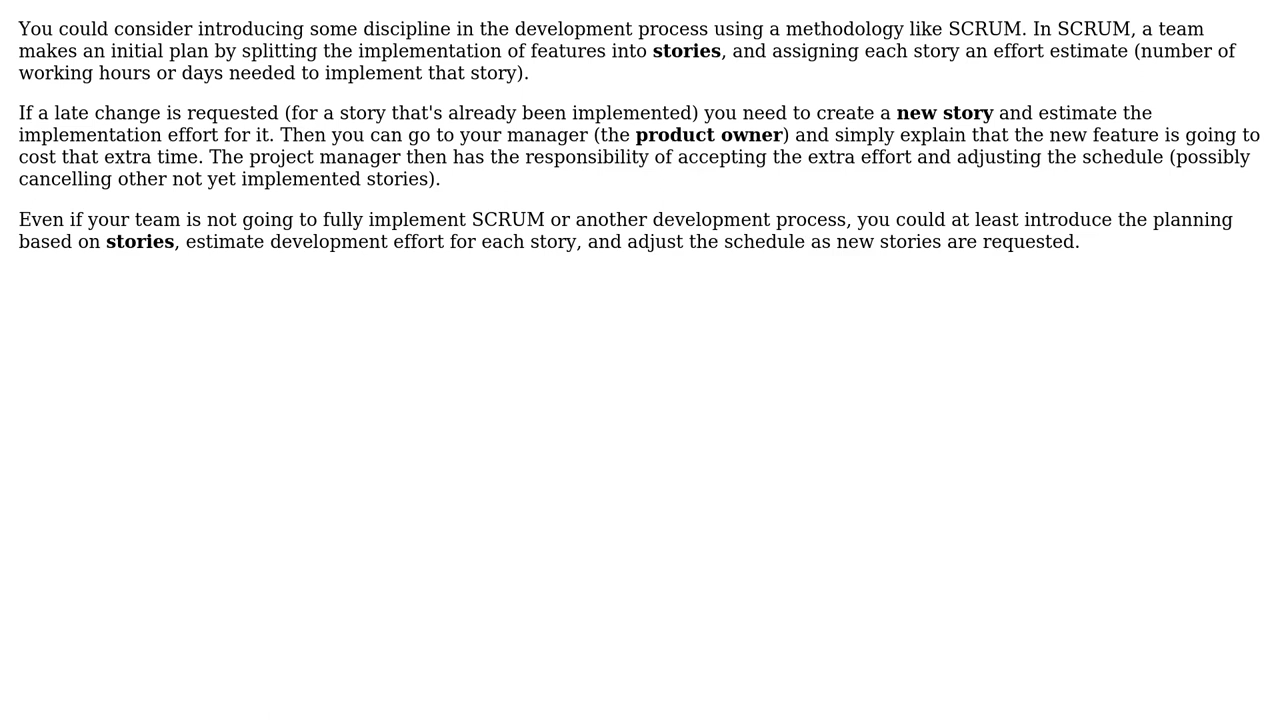 You could consider introducing some discipline in the development process using a methodology like SCRUM. In SCRUM, a team
makes an initial plan by splitting the implementation of features into stories, and assigning each story an effort estimate (number of
working hours or days needed to implement that story).
If a late change is requested (for a story that's already been implemented) you need to create a new story and estimate the
implementation effort for it. Then you can go to your manager (the product owner) and simply explain that the new feature is going to
cost that extra time. The project manager then has the responsibility of accepting the extra effort and adjusting the schedule (possibly
cancelling other not yet implemented stories).
Even if your team is not going to fully implement SCRUM or another development process, you could at least introduce the planning
based on stories, estimate development effort for each story, and adjust the schedule as new stories are requested.